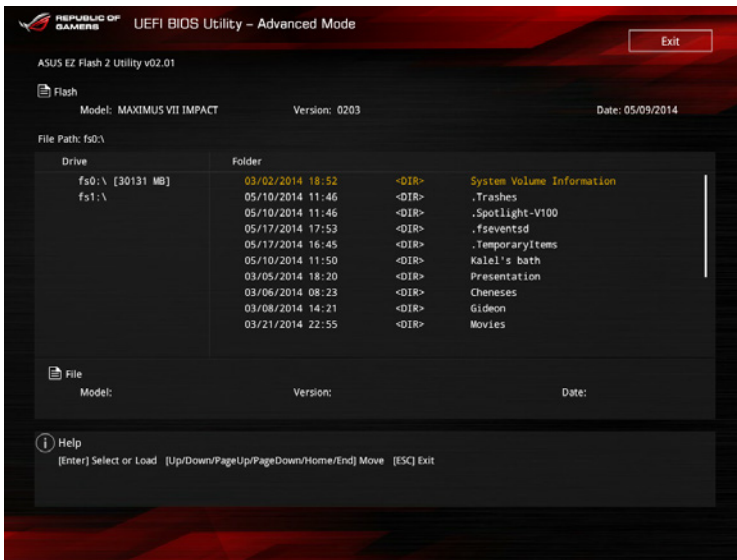 REPUBLIC OF
GAMERS
UEFI BIOS Utility – Advanced Mode
Exit
ASUS EZ Flash 2 Utility v02.01
Flash
Model: MAXIMUS VII IMPACT Version: 0203 Date: 05/09/2014
File Path: fs0:\
Drive Folder
fs0:\ [30131 MB] 03/02/2014 18:52 <DIR> System Volume Information
fs1:\ 05/10/2014 11:46 <DIR> .Trashes
05/10/2014 11:46 <DIR> .Spotlight-V100
05/17/2014 17:53 <DIR> .fseventsd
05/17/2014 16:45 <DIR> .TemporaryItems
05/10/2014 11:50 <DIR> Kalel's bath
03/05/2014 18:20 <DIR> Presentation
03/06/2014 08:23 <DIR> Cheneses
03/08/2014 14:21 <DIR> Gideon
03/21/2014 22:55 <DIR> Movies
File
Model: Version: Date:
i Help
[Enter] Select or Load [Up/Down/PageUp/PageDown/Home/End] Move [ESC] Exit